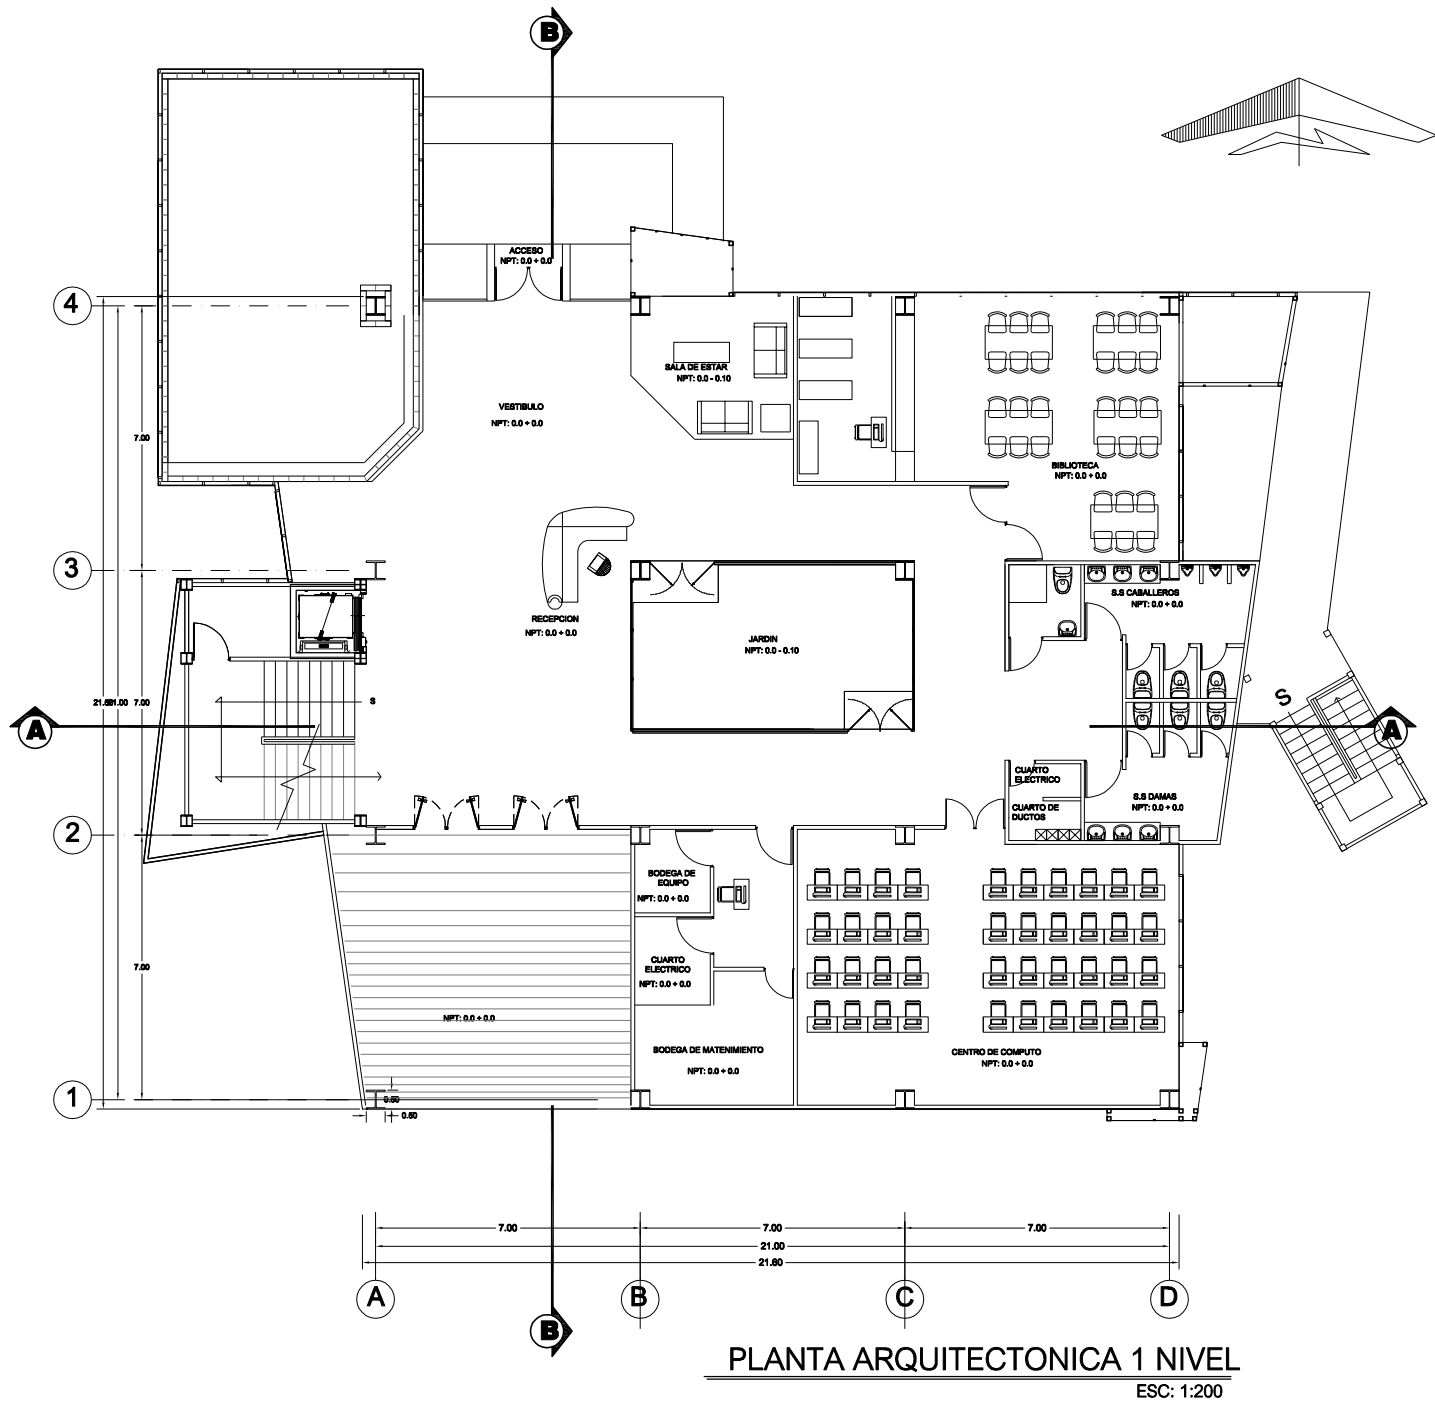 B
ACCESO
NPT: 0.0 + 0.0
4
SALA DE ESTAR
NPT: 0.0 - 0.10
VESTIBULO
NPT: 0.0 + 0.0
7.00
BIBLIOTECA
NPT: 0.0 + 0.0
3
S.S CABALLEROS
NPT: 0.0 + 0.0
RECEPCION
NPT: 0.0 + 0.0
JARDIN
NPT: 0.0 - 0.10
S
S
21.00
7.00
A
A
CUARTO
ELECTRICO
S.S DAMAS
NPT: 0.0 + 0.0
CUARTO DE
DUCTOS
2
BODEGA DE
EQUIPO
NPT: 0.0 + 0.0
CUARTO
ELECTRICO
NPT: 0.0 + 0.0
7.00
NPT: 0.0 + 0.0
BODEGA DE MATENIMIENTO
NPT: 0.0 + 0.0
CENTRO DE COMPUTO
NPT: 0.0 + 0.0
1
0.50
0.50
7.00
7.00
7.00
21.00
21.60
A
B
C
D
B
PLANTA ARQUITECTONICA 1 NIVEL
ESC: 1:200